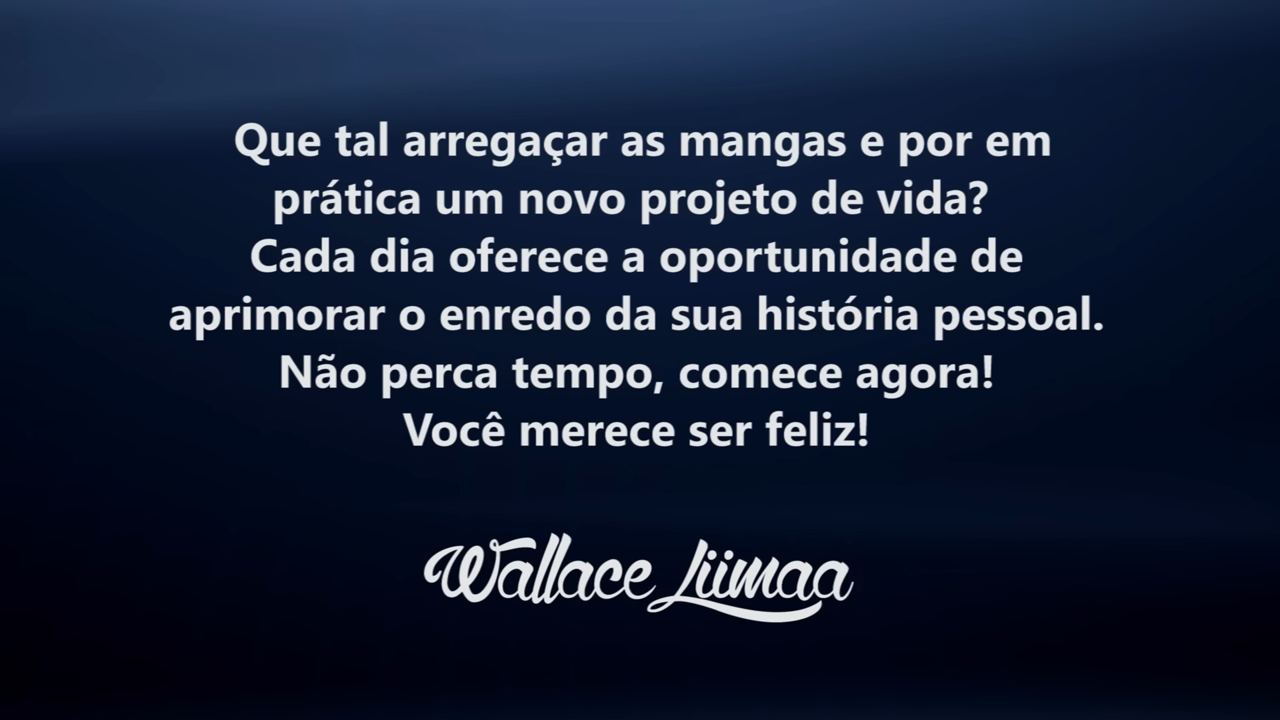 Que tal arregaçar as mangas e por em
prática um novo projeto de vida?
Cada dia oferece a oportunidade de
aprimorar o enredo da sua história pessoal.
Não perca tempo, comece agora!
Você merece ser feliz!
Wallace Liimaa